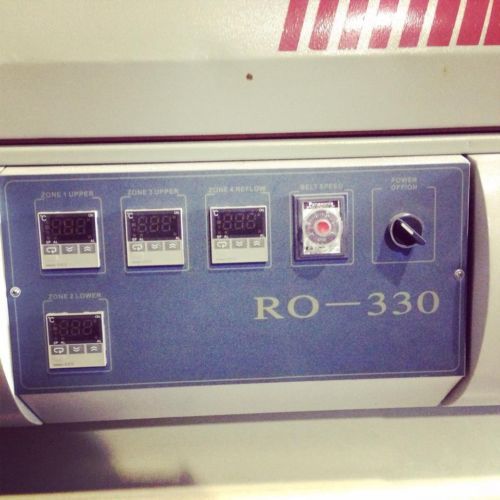 ZONE 1 UPPER
ZONE 3 UPPER
ZONE 4 REFLOW
BELT SPEED
POWER
OFF/ON
°C
°C
°C
Panasonic
ZONE 2 LOWER
°C
RO-330